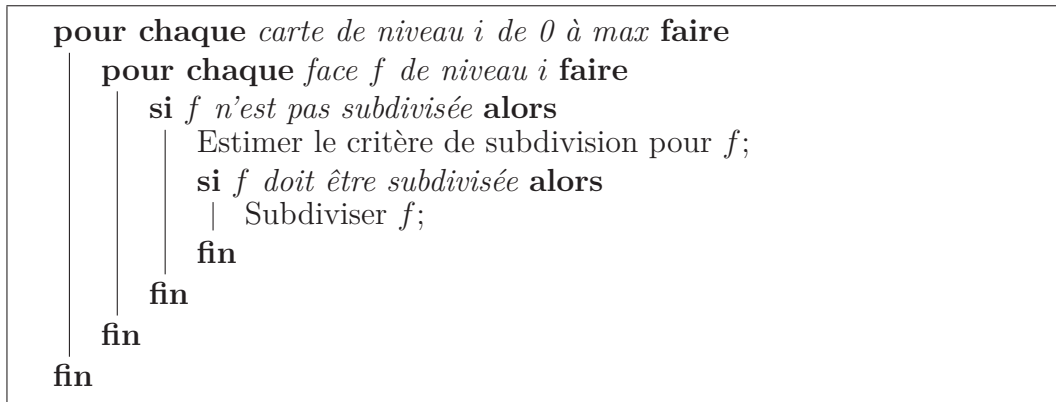 pour chaque carte de niveau i de 0 à max faire
pour chaque face f de niveau i faire
si f n'est pas subdivisée alors
Estimer le critère de subdivision pour f;
si f doit être subdivisée alors
Subdiviser f;
fin
fin
fin
fin